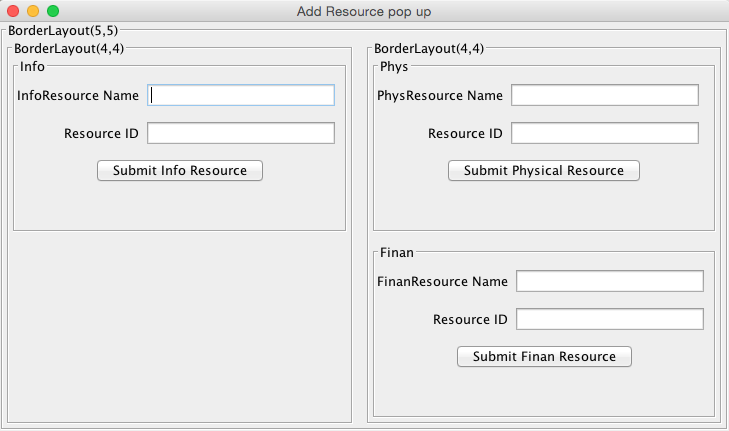 Add Resource pop up
BorderLayout(5,5)
BorderLayout(4,4)
Info
InfoResource Name
Resource ID
Submit Info Resource
BorderLayout(4,4)
Phys
PhysResource Name
Resource ID
Submit Physical Resource
Finan
FinanResource Name
Resource ID
Submit Finan Resource